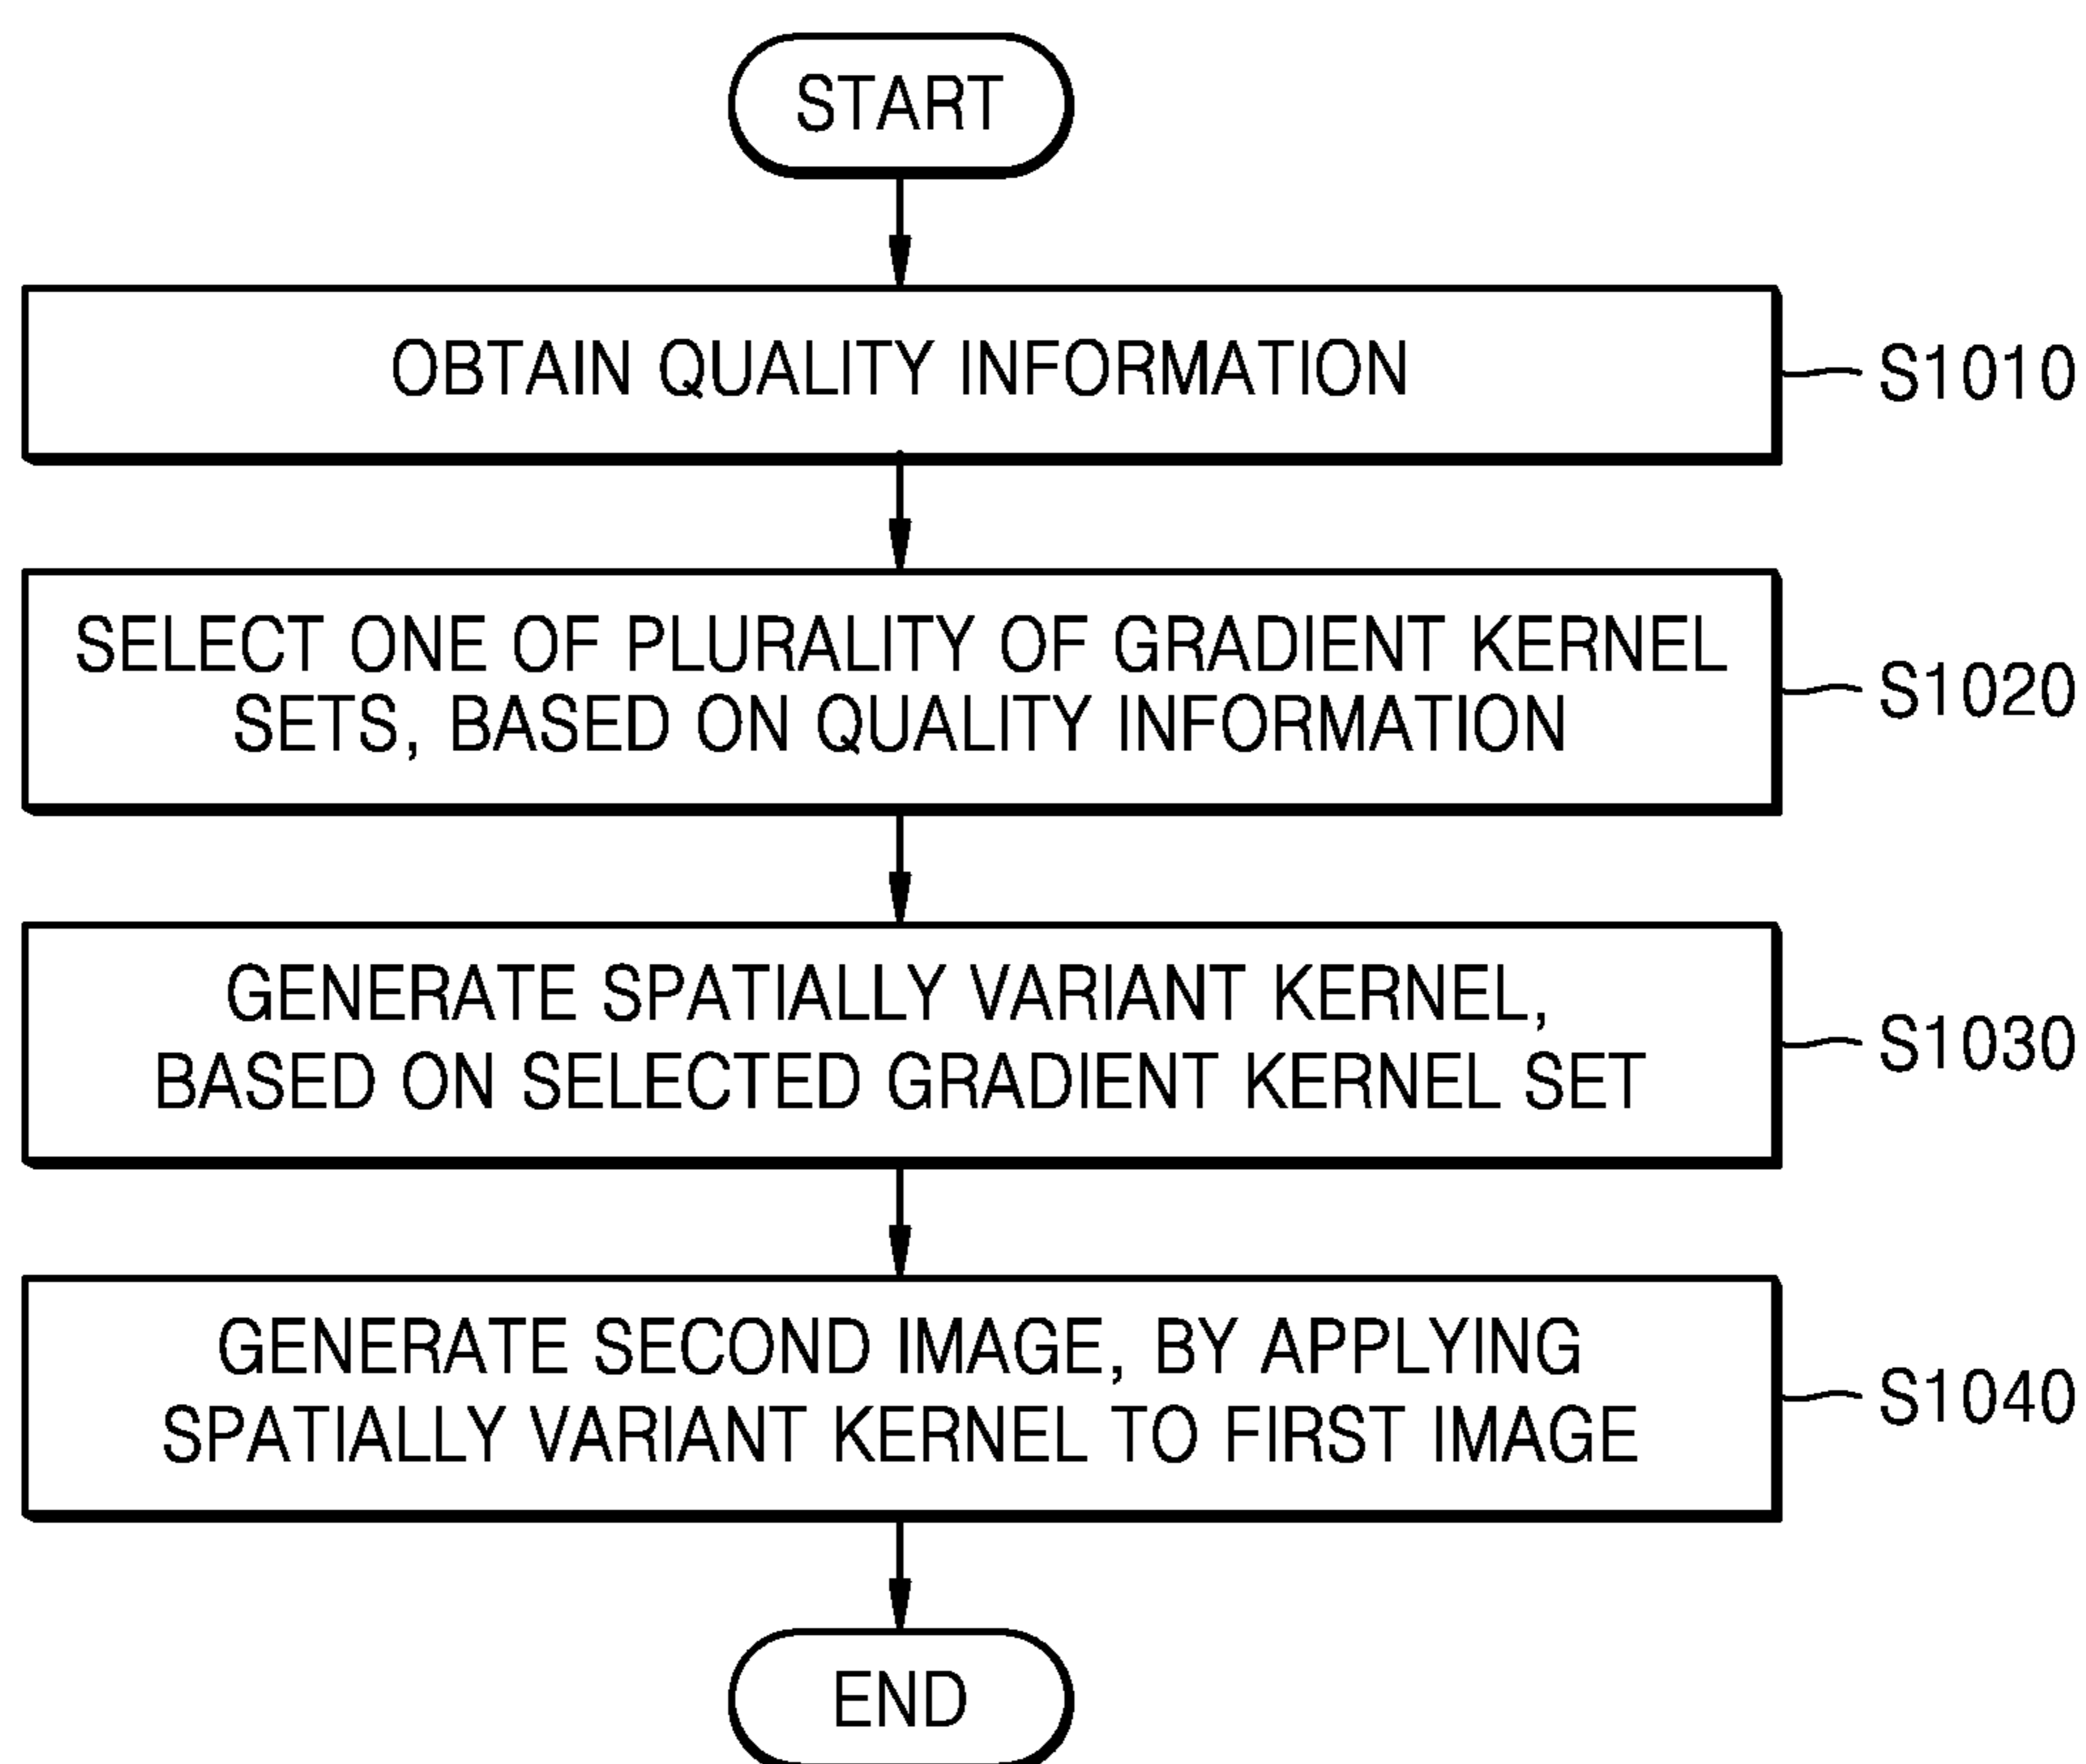 START
OBTAIN QUALITY INFORMATION
S1010
SELECT ONE OF PLURALITY OF GRADIENT KERNEL
SETS, BASED ON QUALITY INFORMATION
S1020
GENERATE SPATIALLY VARIANT KERNEL,
BASED ON SELECTED GRADIENT KERNEL SET
S1030
GENERATE SECOND IMAGE, BY APPLYING
SPATIALLY VARIANT KERNEL TO FIRST IMAGE
S1040
END